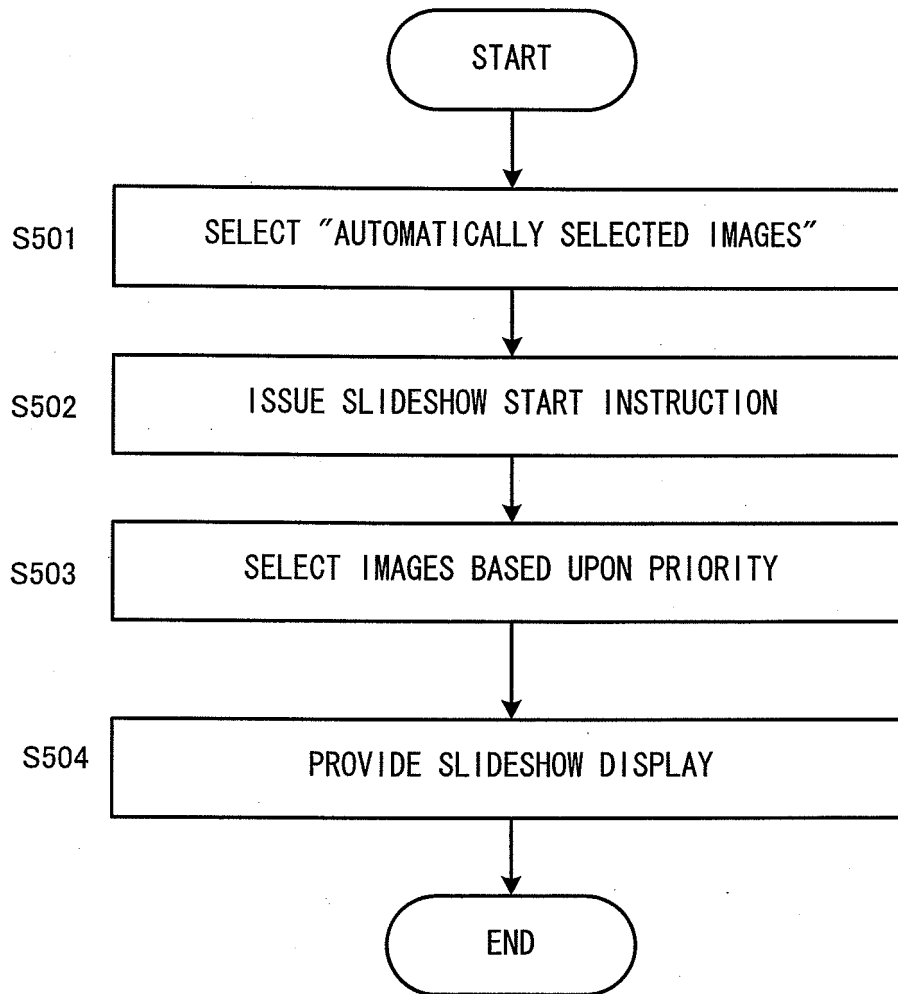 START
S501
SELECT "AUTOMATICALLY SELECTED IMAGES"
S502
ISSUE SLIDESHOW START INSTRUCTION
S503
SELECT IMAGES BASED UPON PRIORITY
S504
PROVIDE SLIDESHOW DISPLAY
END